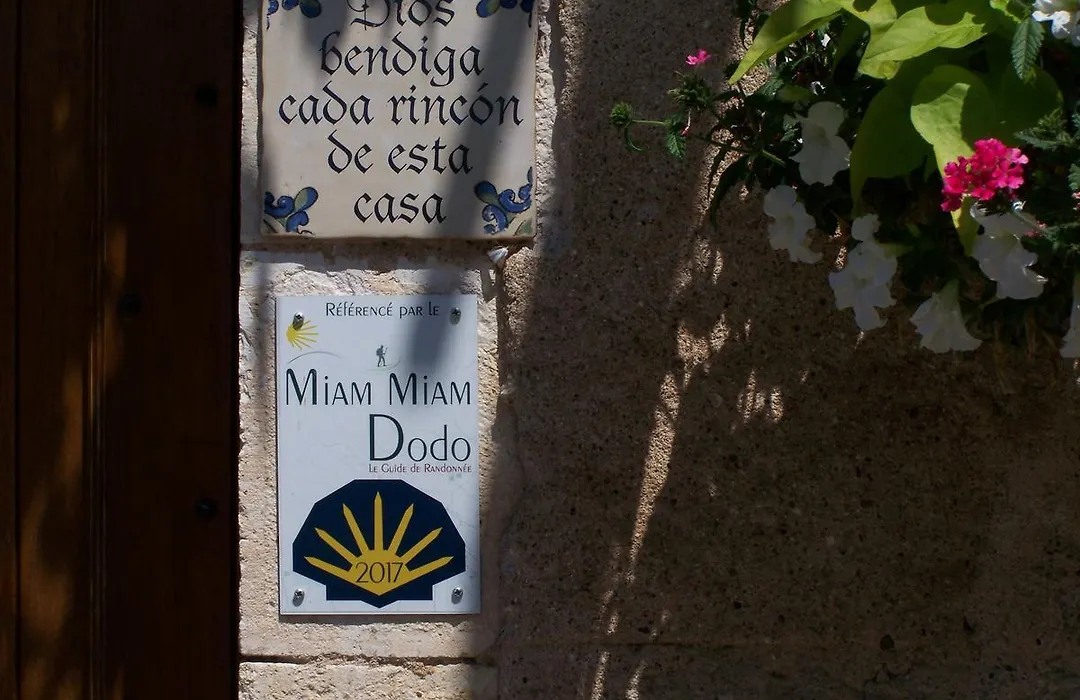 Dios
bendiga
cada rincón
de esta
casa
Référencé par le
Miam Miam
Dodo
Le Guide de Randonnée
2017